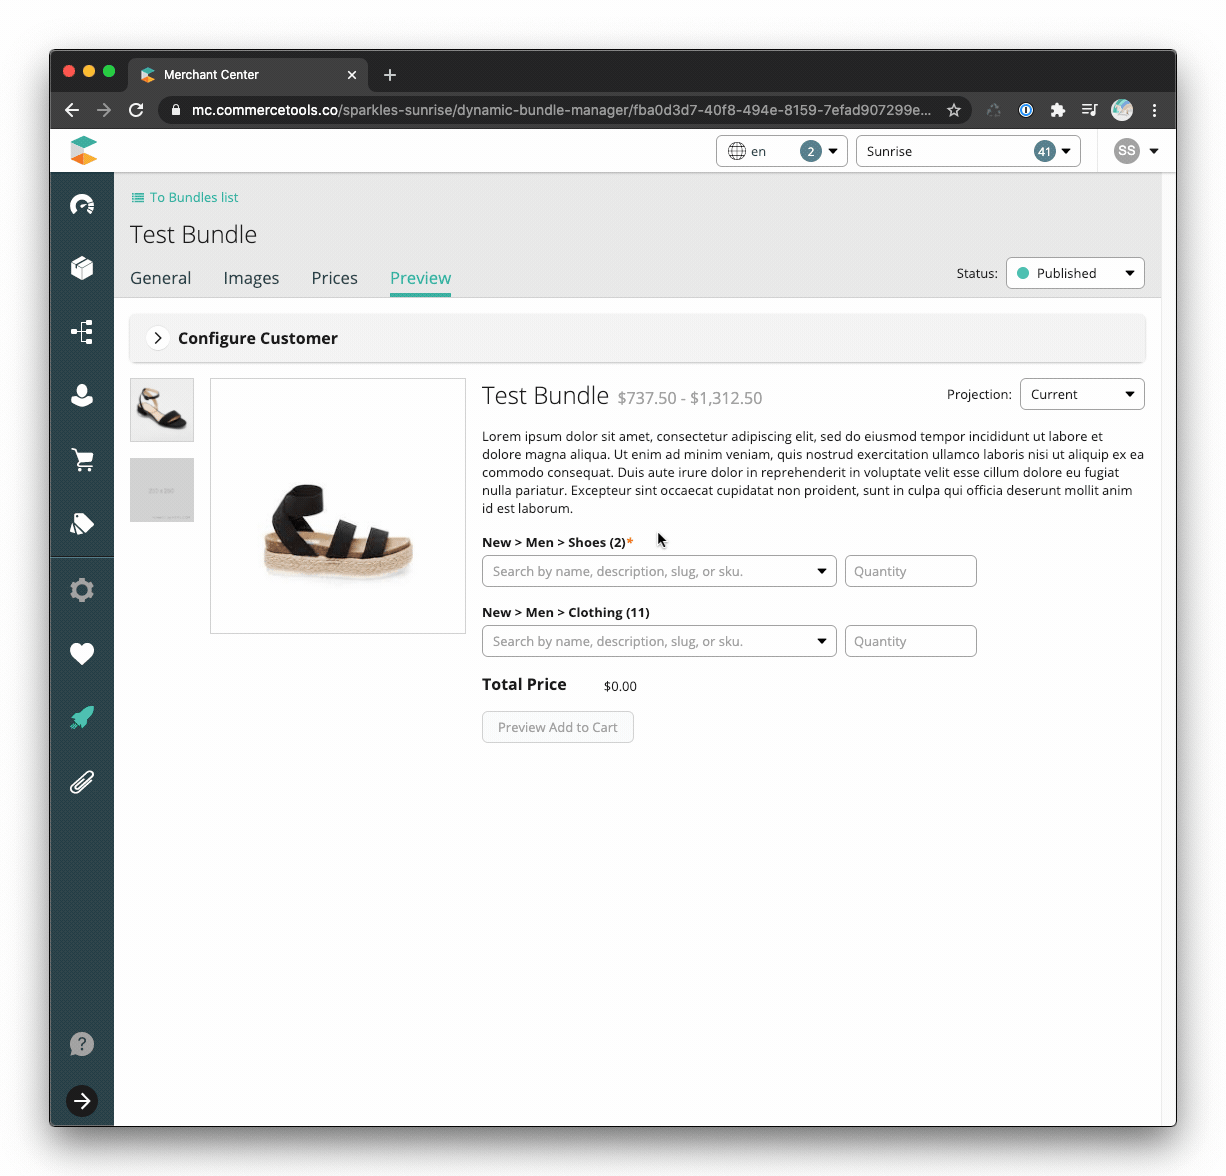 Merchant Center
mc.commercetools.co/sparkles-sunrise/dynamic-bundle-manager/fba0d3d7-40f8-494e-8159-7efad907299e...
en 2
Sunrise 41
SS
To Bundles list
Test Bundle
General Images Prices Preview
Status: Published
Configure Customer
Test Bundle $737.50 - $1,312.50
Projection: Current
Lorem ipsum dolor sit amet, consectetur adipiscing elit, sed do eiusmod tempor incididunt ut labore et
dolore magna aliqua. Ut enim ad minim veniam, quis nostrud exercitation ullamco laboris nisi ut aliquip ex ea
commodo consequat. Duis aute irure dolor in reprehenderit in voluptate velit esse cillum dolore eu fugiat
nulla pariatur. Excepteur sint occaecat cupidatat non proident, sunt in culpa qui officia deserunt mollit anim
id est laborum.
New > Men > Shoes (2)*
Search by name, description, slug, or sku. Quantity
New > Men > Clothing (11)
Search by name, description, slug, or sku. Quantity
Total Price $0.00
Preview Add to Cart